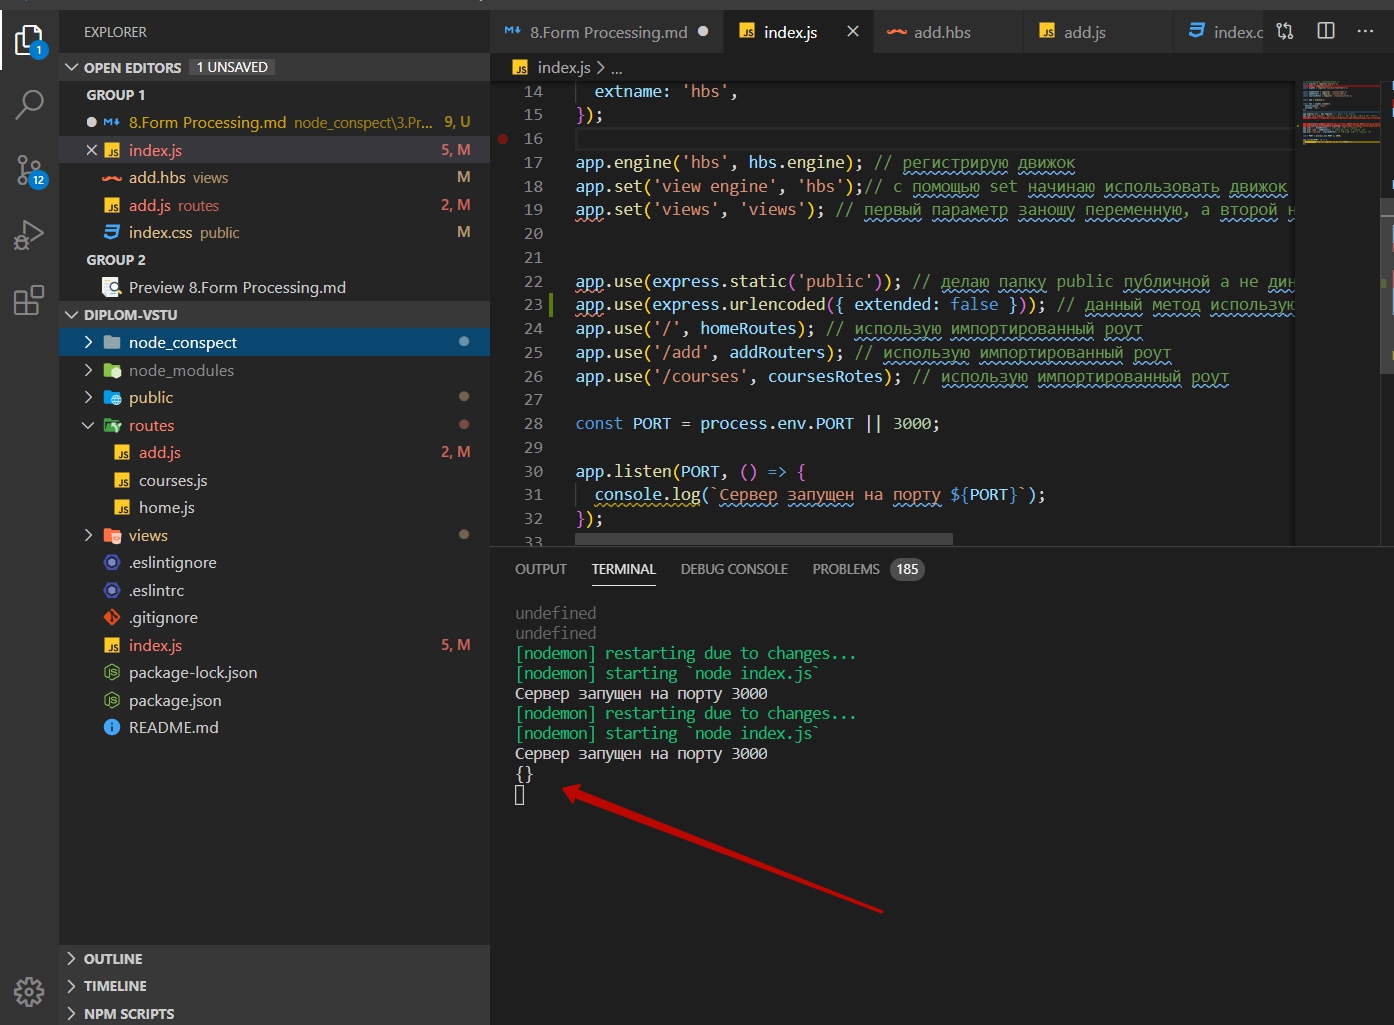 EXPLORER
OPEN EDITORS 1 UNSAVED
GROUP 1
8.Form Processing.md node_conspect\3.Pr... 9, U
index.js 5, M
add.hbs views M
add.js routes 2, M
index.css public M
GROUP 2
Preview 8.Form Processing.md
DIPLOM-VSTU
node_conspect
node_modules
public
routes
add.js 2, M
courses.js
home.js
views
.eslintignore
.eslintrc
.gitignore
index.js 5, M
package-lock.json
package.json
README.md
OUTLINE
TIMELINE
NPM SCRIPTS
1
12
8.Form Processing.md index.js add.hbs add.js index.c
index.js > ...
14 extname: 'hbs',
15 });
16
17 app.engine('hbs', hbs.engine); // регистрирую движок
18 app.set('view engine', 'hbs');// с помощью set начинаю использовать движок
19 app.set('views', 'views'); // первый параметр заношу переменную, а второй н
20
21
22 app.use(express.static('public')); // делаю папку public публичной а не дин
23 app.use(express.urlencoded({ extended: false })); // данный метод использую
24 app.use('/', homeRoutes); // использую импортированный роут
25 app.use('/add', addRouters); // использую импортированный роут
26 app.use('/courses', coursesRotes); // использую импортированный роут
27
28 const PORT = process.env.PORT || 3000;
29
30 app.listen(PORT, () => {
31 console.log(`Сервер запущен на порту ${PORT}`);
32 });
33
OUTPUT TERMINAL DEBUG CONSOLE PROBLEMS 185
undefined
undefined
[nodemon] restarting due to changes...
[nodemon] starting `node index.js`
Сервер запущен на порту 3000
[nodemon] restarting due to changes...
[nodemon] starting `node index.js`
Сервер запущен на порту 3000
{}